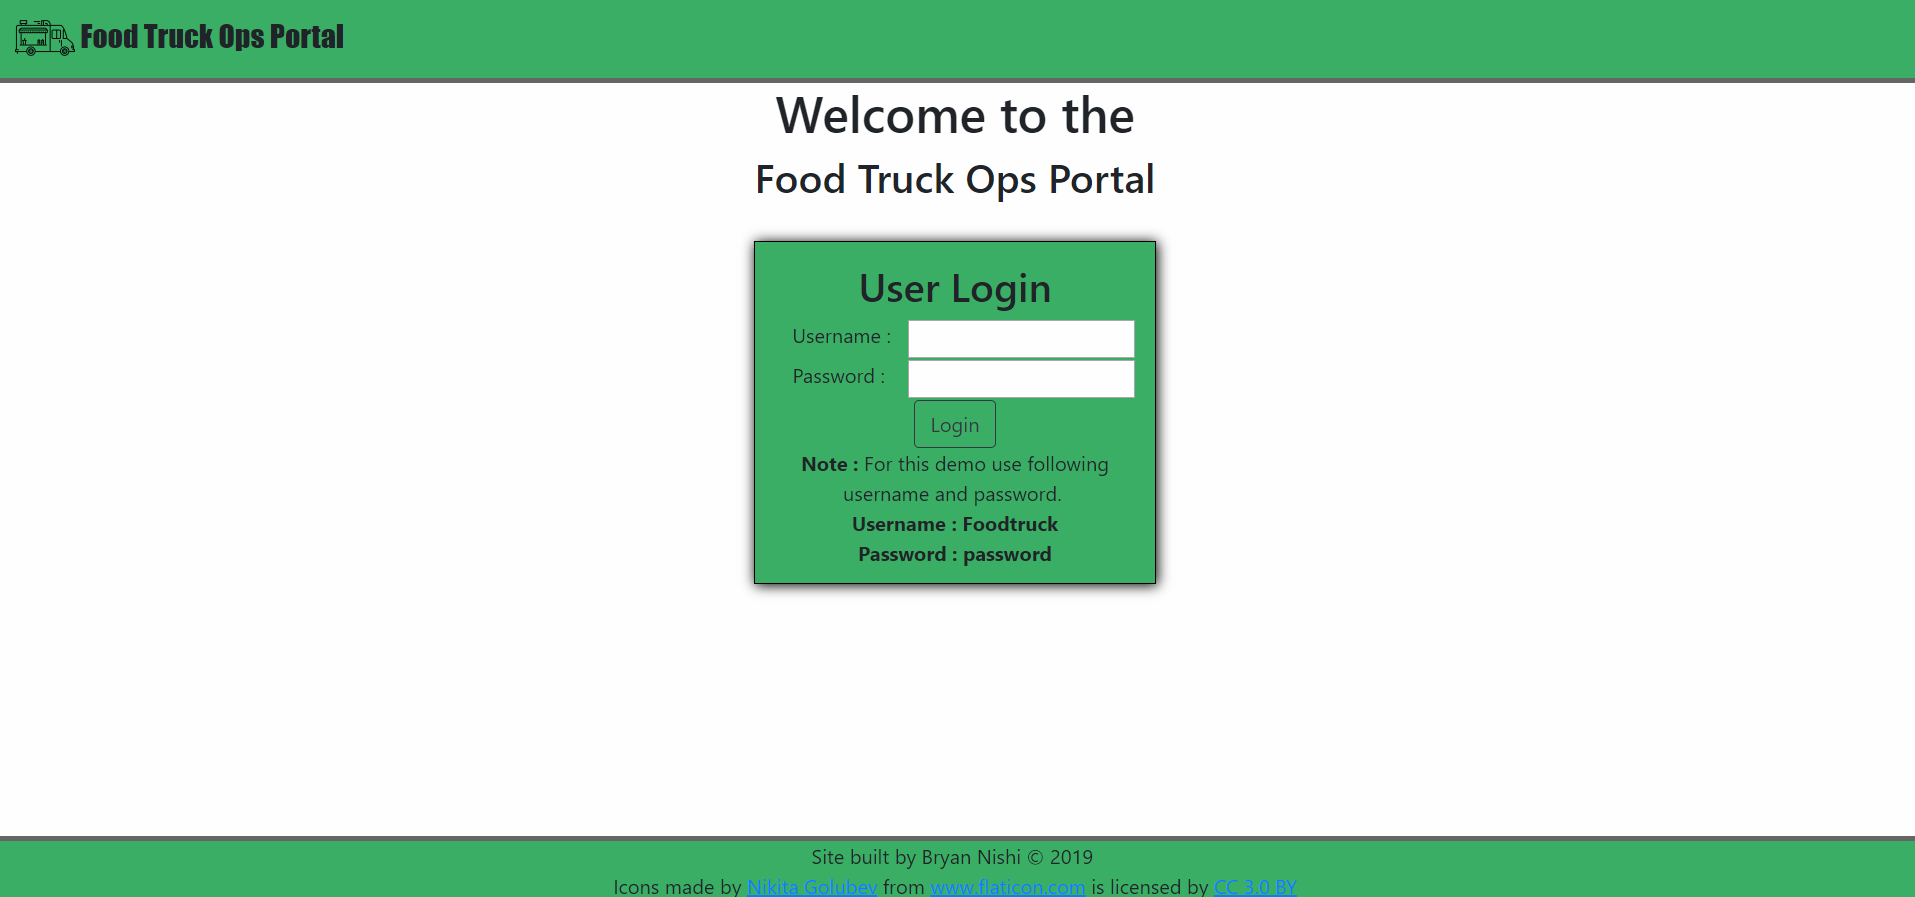 Food Truck Ops Portal
Welcome to the
Food Truck Ops Portal
User Login
Username :
Password :
Login
Note : For this demo use following
username and password.
Username : Foodtruck
Password : password
Site built by Bryan Nishi © 2019
Icons made by Nikita Golubev from www.flaticon.com is licensed by CC 3.0 BY